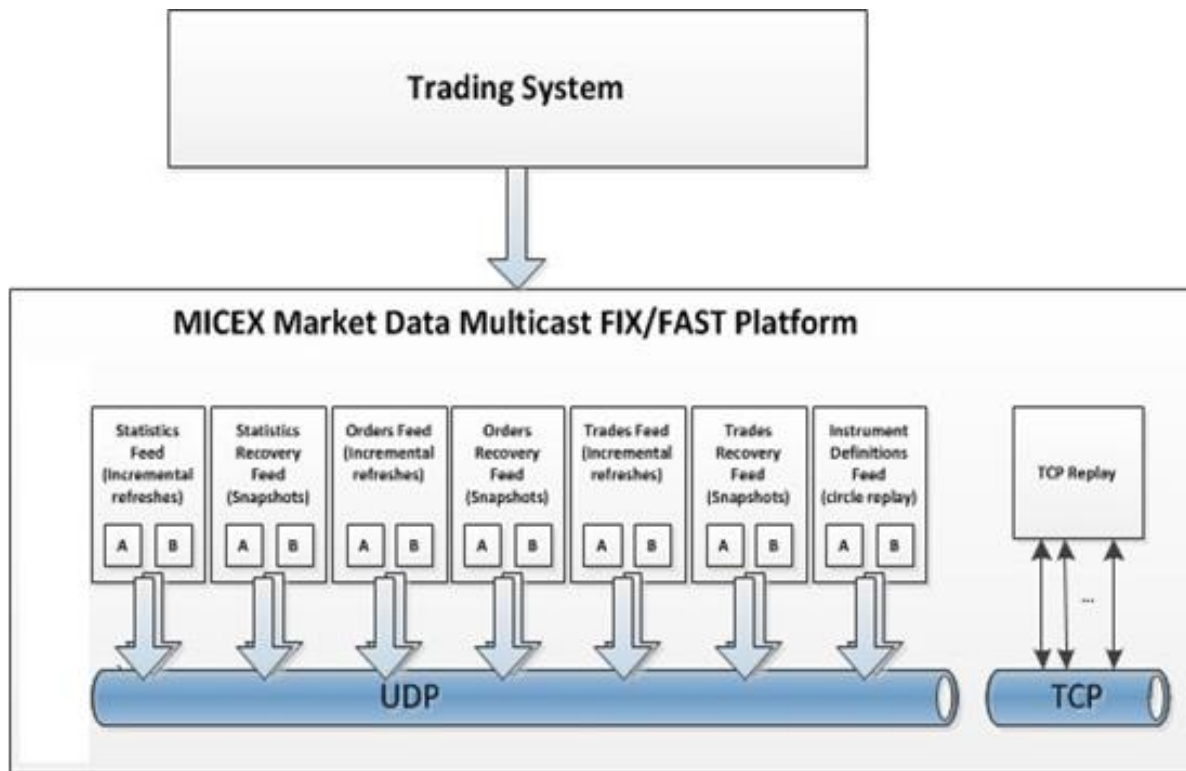 Trading System
MICEX Market Data Multicast FIX/FAST Platform
Statistics
Feed
(Incremental
refreshes)
A B
Statistics
Recovery
Feed
(Snapshots)
A B
Orders Feed
(Incremental
refreshes)
A B
Orders
Recovery
Feed
(Snapshots)
A B
Trades Feed
(Incremental
refreshes)
A B
Trades
Recovery
Feed
(Snapshots)
A B
Instrument
Definitions
Feed
(circle replay)
A B
TCP Replay
...
UDP
TCP